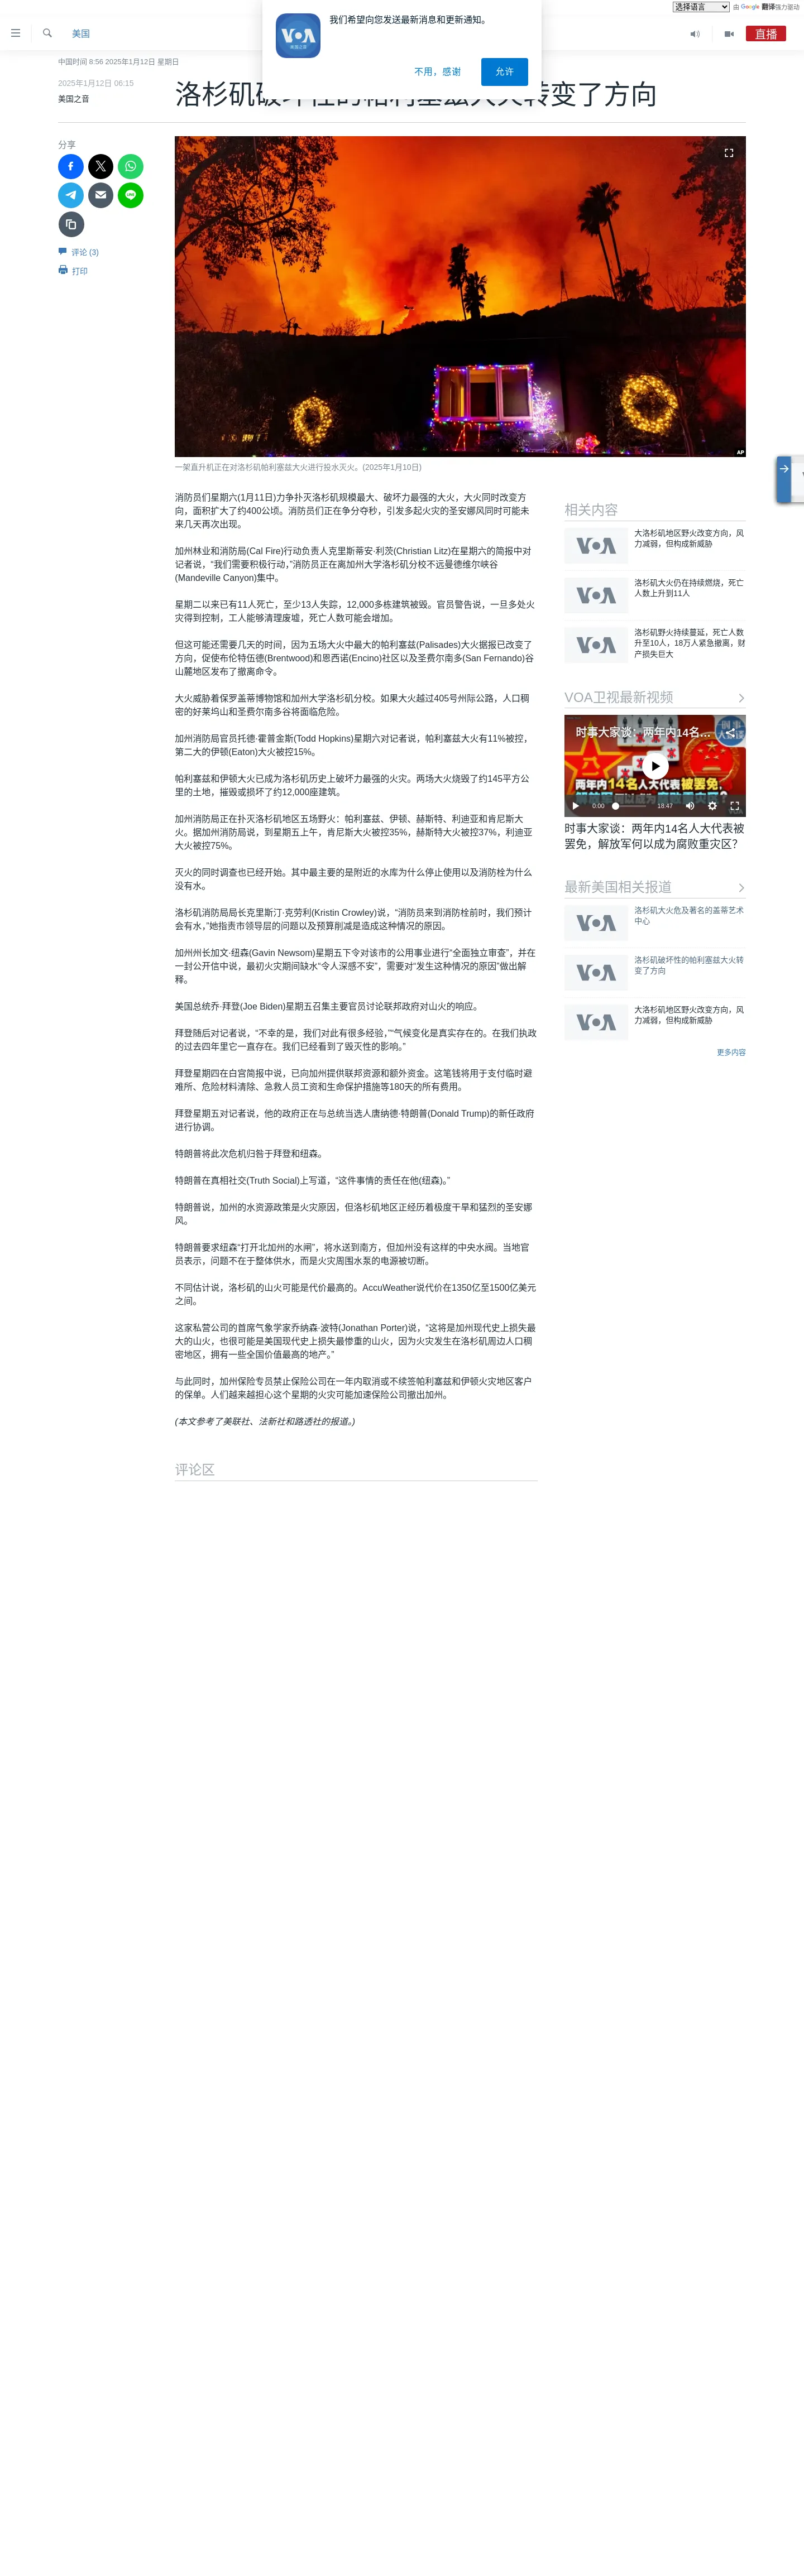 选择语言
由 Google 翻译强力驱动
美国
直播
我们希望向您发送最新消息和更新通知。
不用，感谢
允许
VOA
美国之音
中国时间 8:56 2025年1月12日 星期日
2025年1月12日 06:15
美国之音
洛杉矶破坏性的帕利塞兹大火转变了方向
分享
评论 (3)
打印
AP
一架直升机正在对洛杉矶帕利塞兹大火进行投水灭火。(2025年1月10日)
消防员们星期六(1月11日)力争扑灭洛杉矶规模最大、破坏力最强的大火，大火同时改变方
向，面积扩大了约400公顷。消防员们正在争分夺秒，引发多起火灾的圣安娜风同时可能未
来几天再次出现。
加州林业和消防局(Cal Fire)行动负责人克里斯蒂安·利茨(Christian Litz)在星期六的简报中对
记者说，“我们需要积极行动，”消防员正在离加州大学洛杉矶分校不远曼德维尔峡谷
(Mandeville Canyon)集中。
星期二以来已有11人死亡，至少13人失踪，12,000多栋建筑被毁。官员警告说，一旦多处火
灾得到控制，工人能够清理废墟，死亡人数可能会增加。
但这可能还需要几天的时间，因为五场大火中最大的帕利塞兹(Palisades)大火据报已改变了
方向，促使布伦特伍德(Brentwood)和恩西诺(Encino)社区以及圣费尔南多(San Fernando)谷
山麓地区发布了撤离命令。
大火威胁着保罗盖蒂博物馆和加州大学洛杉矶分校。如果大火越过405号州际公路，人口稠
密的好莱坞山和圣费尔南多谷将面临危险。
加州消防局官员托德·霍普金斯(Todd Hopkins)星期六对记者说，帕利塞兹大火有11%被控，
第二大的伊顿(Eaton)大火被控15%。
帕利塞兹和伊顿大火已成为洛杉矶历史上破坏力最强的火灾。两场大火烧毁了约145平方公
里的土地，摧毁或损坏了约12,000座建筑。
加州消防局正在扑灭洛杉矶地区五场野火：帕利塞兹、伊顿、赫斯特、利迪亚和肯尼斯大
火。据加州消防局说，到星期五上午，肯尼斯大火被控35%，赫斯特大火被控37%，利迪亚
大火被控75%。
灭火的同时调查也已经开始。其中最主要的是附近的水库为什么停止使用以及消防栓为什么
没有水。
洛杉矶消防局局长克里斯汀·克劳利(Kristin Crowley)说，“消防员来到消防栓前时，我们预计
会有水，”她指责市领导层的问题以及预算削减是造成这种情况的原因。
加州州长加文·纽森(Gavin Newsom)星期五下令对该市的公用事业进行“全面独立审查”，并在
一封公开信中说，最初火灾期间缺水“令人深感不安”，需要对“发生这种情况的原因”做出解
释。
美国总统乔·拜登(Joe Biden)星期五召集主要官员讨论联邦政府对山火的响应。
拜登随后对记者说，“不幸的是，我们对此有很多经验，”“气候变化是真实存在的。在我们执政
的过去四年里它一直存在。我们已经看到了毁灭性的影响。”
拜登星期四在白宫简报中说，已向加州提供联邦资源和额外资金。这笔钱将用于支付临时避
难所、危险材料清除、急救人员工资和生命保护措施等180天的所有费用。
拜登星期五对记者说，他的政府正在与总统当选人唐纳德·特朗普(Donald Trump)的新任政府
进行协调。
特朗普将此次危机归咎于拜登和纽森。
特朗普在真相社交(Truth Social)上写道，“这件事情的责任在他(纽森)。”
特朗普说，加州的水资源政策是火灾原因，但洛杉矶地区正经历着极度干旱和猛烈的圣安娜
风。
特朗普要求纽森“打开北加州的水闸”，将水送到南方，但加州没有这样的中央水阀。当地官
员表示，问题不在于整体供水，而是火灾周围水泵的电源被切断。
不同估计说，洛杉矶的山火可能是代价最高的。AccuWeather说代价在1350亿至1500亿美元
之间。
这家私营公司的首席气象学家乔纳森·波特(Jonathan Porter)说，“这将是加州现代史上损失最
大的山火，也很可能是美国现代史上损失最惨重的山火，因为火灾发生在洛杉矶周边人口稠
密地区，拥有一些全国价值最高的地产。”
与此同时，加州保险专员禁止保险公司在一年内取消或不续签帕利塞兹和伊顿火灾地区客户
的保单。人们越来越担心这个星期的火灾可能加速保险公司撤出加州。
(本文参考了美联社、法新社和路透社的报道。)
评论区
相关内容
VOA
大洛杉矶地区野火改变方向，风
力减弱，但构成新威胁
VOA
洛杉矶大火仍在持续燃烧，死亡
人数上升到11人
VOA
洛杉矶野火持续蔓延，死亡人数
升至10人，18万人紧急撤离，财
产损失巨大
VOA卫视最新视频
时事大家谈：两年内14名...
两年内14名人大代表被罢免，
0:00
18:47
时事大家谈：两年内14名人大代表被
罢免，解放军何以成为腐败重灾区？
最新美国相关报道
VOA
洛杉矶大火危及著名的盖蒂艺术
中心
VOA
洛杉矶破坏性的帕利塞兹大火转
变了方向
VOA
大洛杉矶地区野火改变方向，风
力减弱，但构成新威胁
更多内容